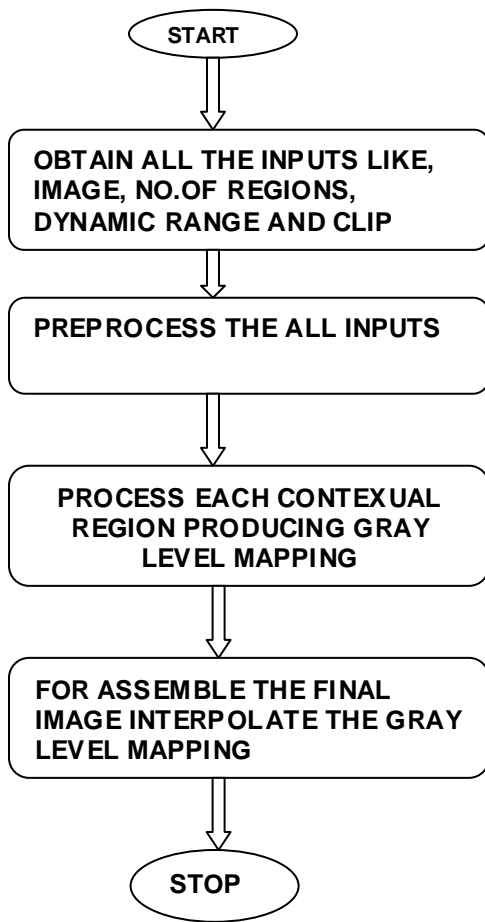 START
OBTAIN ALL THE INPUTS LIKE,
IMAGE, NO.OF REGIONS,
DYNAMIC RANGE AND CLIP
PREPROCESS THE ALL INPUTS
PROCESS EACH CONTEXUAL
REGION PRODUCING GRAY
LEVEL MAPPING
FOR ASSEMBLE THE FINAL
IMAGE INTERPOLATE THE GRAY
LEVEL MAPPING
STOP